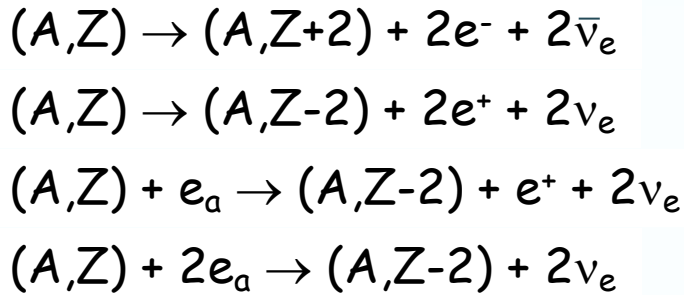 (A,Z) → (A,Z+2) + 2e⁻ + 2ν̅ₑ
(A,Z) → (A,Z-2) + 2e⁺ + 2νₑ
(A,Z) + eₐ → (A,Z-2) + e⁺ + 2νₑ
(A,Z) + 2eₐ → (A,Z-2) + 2νₑ